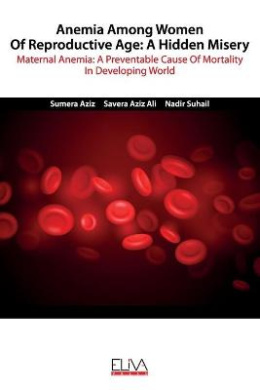 Anemia Among Women
Of Reproductive Age: A Hidden Misery
Maternal Anemia: A Preventable Cause Of Mortality
In Developing World
Sumera Aziz Savera Aziz Ali Nadir Suhail
ELIVA
PRESS